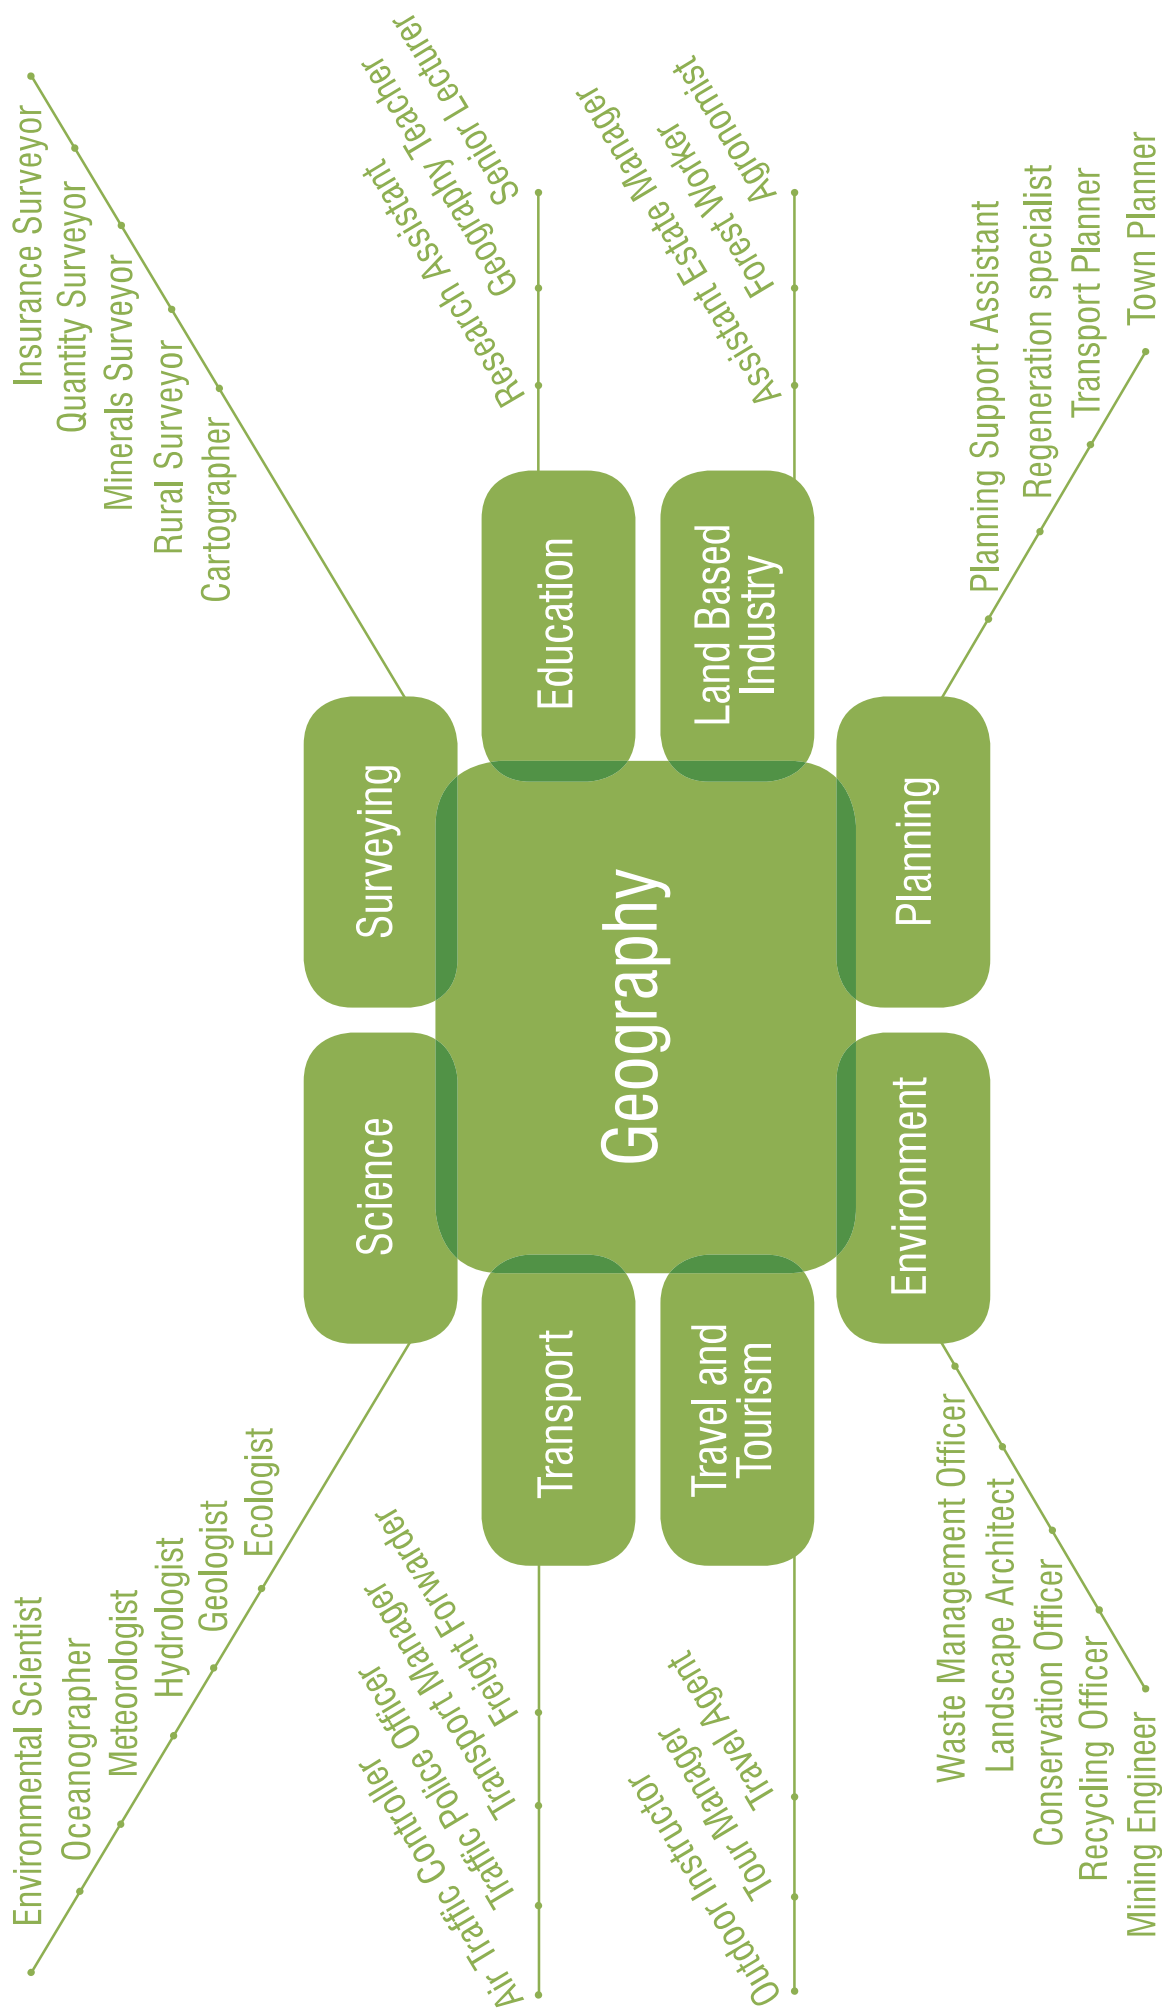 Environmental Scientist
Oceanographer
Meteorologist
Hydrologist
Geologist
Ecologist
Science
Insurance Surveyor
Quantity Surveyor
Minerals Surveyor
Rural Surveyor
Cartographer
Surveying
Air Traffic Controller
Traffic Police Officer
Transport Manager
Freight Forwarder
Transport
Research Assistant
Geography Teacher
Senior Lecturer
Education
Geography
Outdoor Instructor
Tour Manager
Travel Agent
Travel and
Tourism
Assistant Estate Manager
Forest Worker
Agronomist
Land Based
Industry
Environment
Waste Management Officer
Landscape Architect
Conservation Officer
Recycling Officer
Mining Engineer
Planning
Planning Support Assistant
Regeneration specialist
Transport Planner
Town Planner